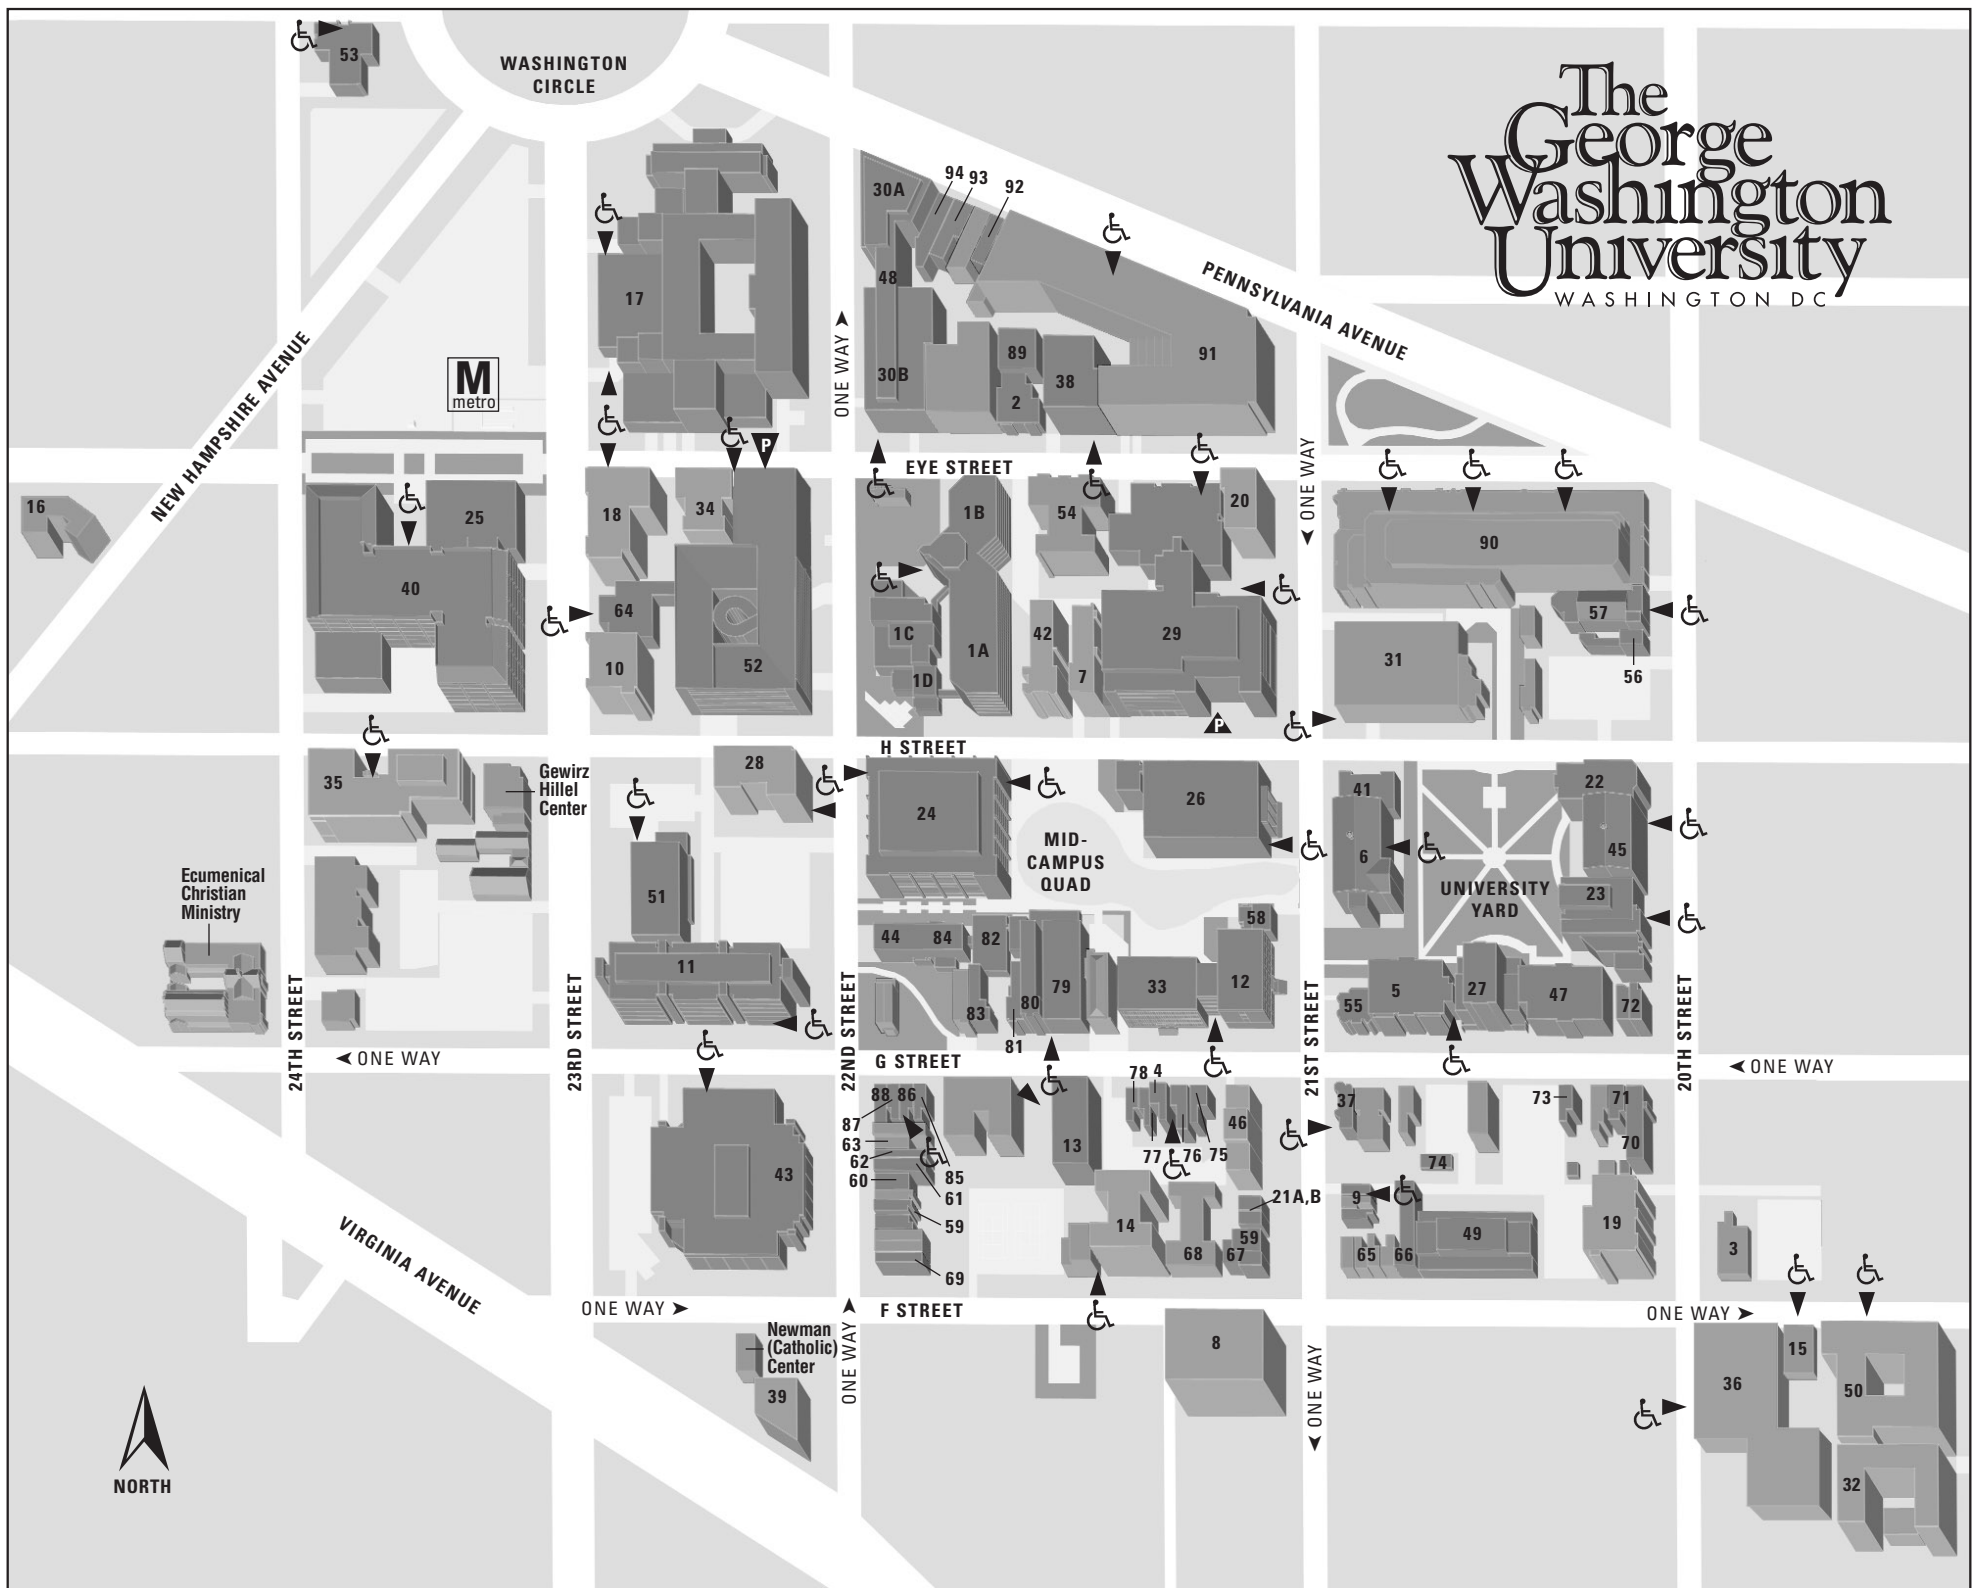 The
George
Washington
University
WASHINGTON DC
WASHINGTON
CIRCLE
53
94
93
92
30A
48
17
30B
89
2
38
91
PENNSYLVANIA AVENUE
NEW HAMPSHIRE AVENUE
M
metro
ONE WAY
P
EYE STREET
ONE WAY
16
25
40
18
34
64
10
52
1B
1C
1A
1D
54
42
7
20
29
P
90
57
56
31
H STREET
35
Gewirz
Hillel
Center
28
24
MID-
CAMPUS
QUAD
26
41
6
UNIVERSITY
YARD
22
45
23
51
Ecumenical
Christian
Ministry
11
44
84
82
83
80
81
79
33
58
12
55
5
27
47
72
24TH STREET
23RD STREET
22ND STREET
21ST STREET
20TH STREET
ONE WAY
G STREET
ONE WAY
88
86
87
63
62
60
85
61
59
69
43
13
78
4
77
76
75
46
21A,B
14
68
59
67
37
73
71
70
74
9
65
66
49
19
3
VIRGINIA AVENUE
ONE WAY
F STREET
ONE WAY
Newman
(Catholic)
Center
39
ONE WAY
8
ONE WAY
36
15
50
32
NORTH